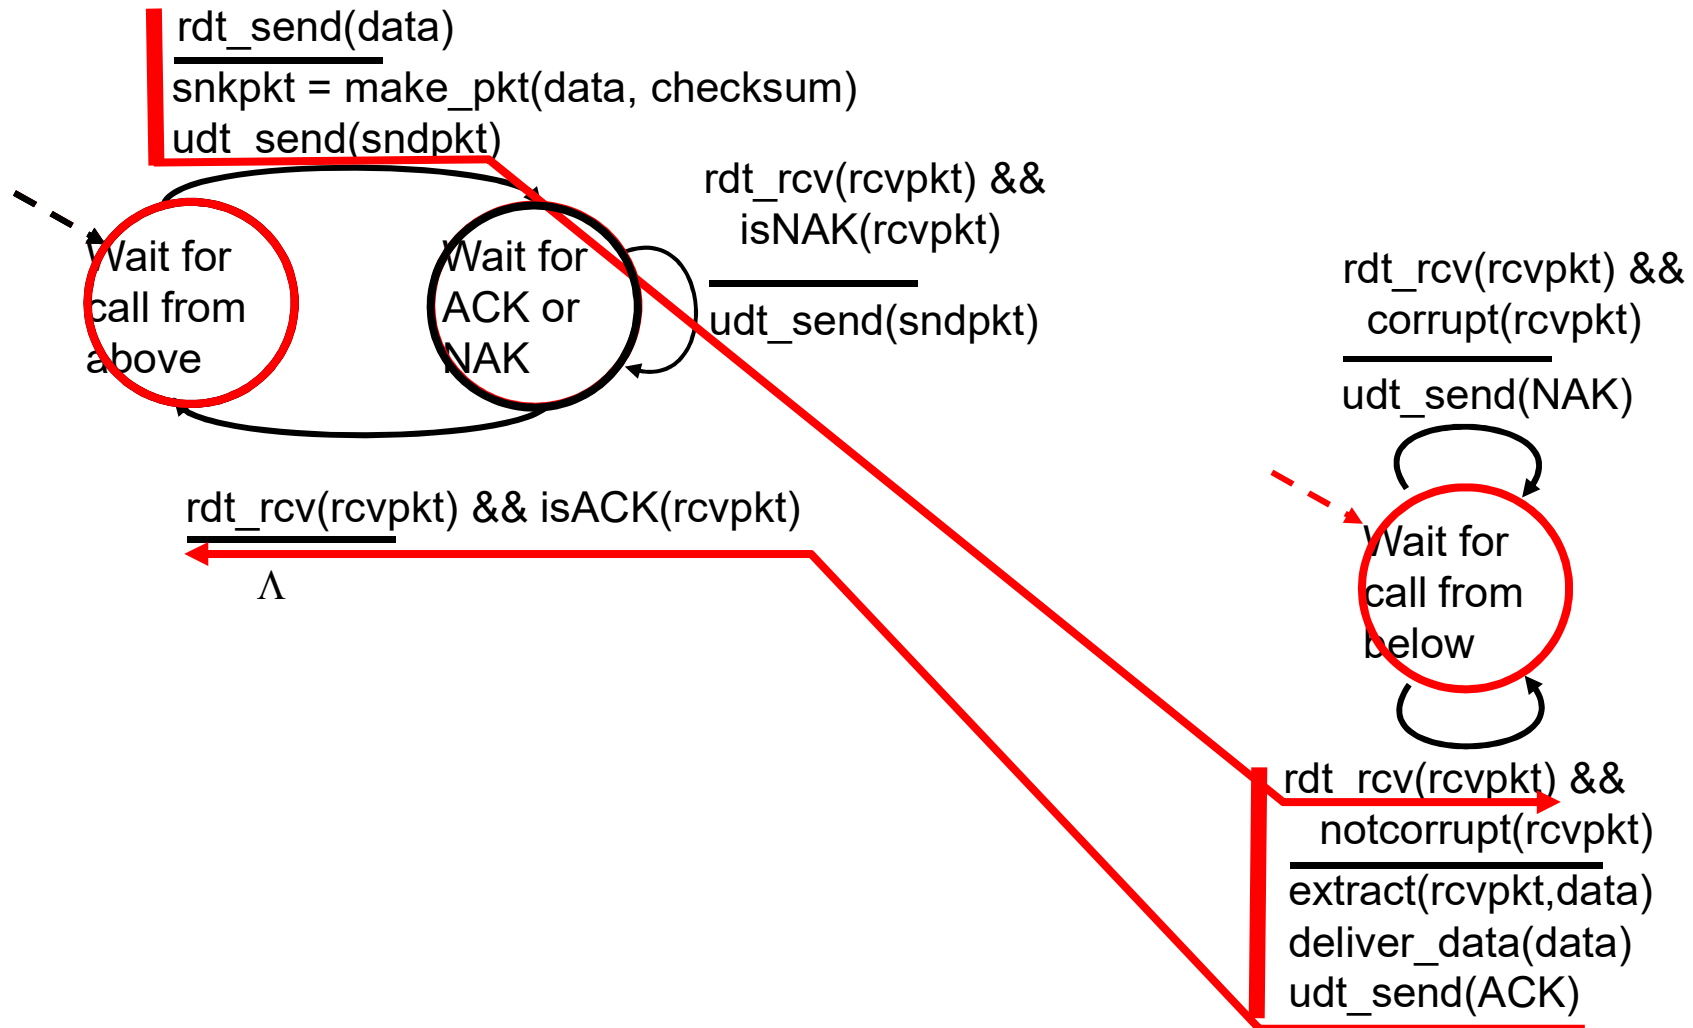 rdt_send(data)
snkpkt = make_pkt(data, checksum)
udt_send(sndpkt)
rdt_rcv(rcvpkt) &&
isNAK(rcvpkt)
udt_send(sndpkt)
Wait for
call from
above
Wait for
ACK or
NAK
rdt_rcv(rcvpkt) && isACK(rcvpkt)
Λ
rdt_rcv(rcvpkt) &&
corrupt(rcvpkt)
udt_send(NAK)
Wait for
call from
below
rdt_rcv(rcvpkt) &&
notcorrupt(rcvpkt)
extract(rcvpkt,data)
deliver_data(data)
udt_send(ACK)